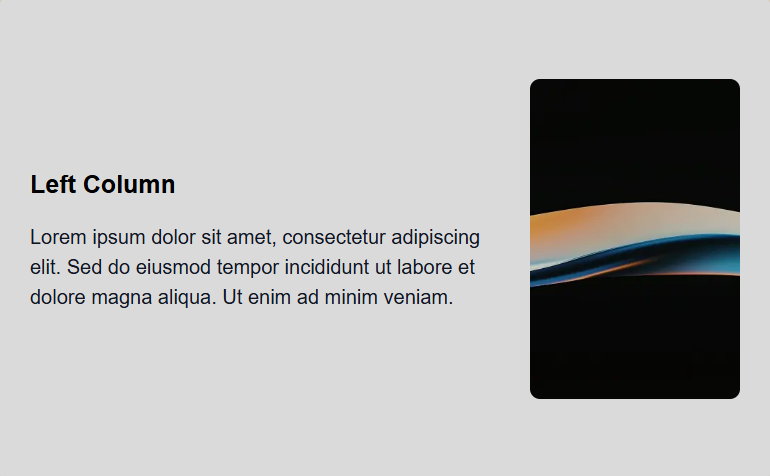 Left Column
Lorem ipsum dolor sit amet, consectetur adipiscing
elit. Sed do eiusmod tempor incididunt ut labore et
dolore magna aliqua. Ut enim ad minim veniam.